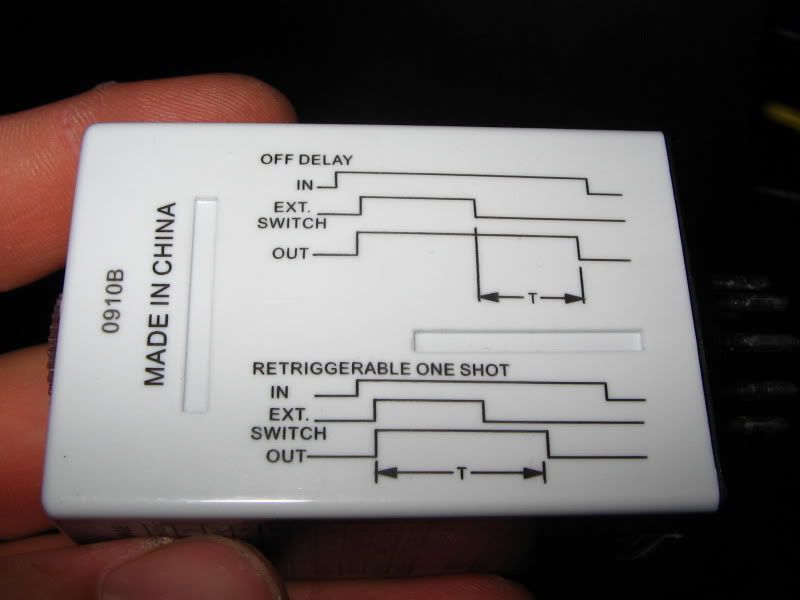 OFF DELAY
IN
EXT.
SWITCH
OUT
T
RETRIGGERABLE ONE SHOT
IN
EXT.
SWITCH
OUT
T
MADE IN CHINA
0910B